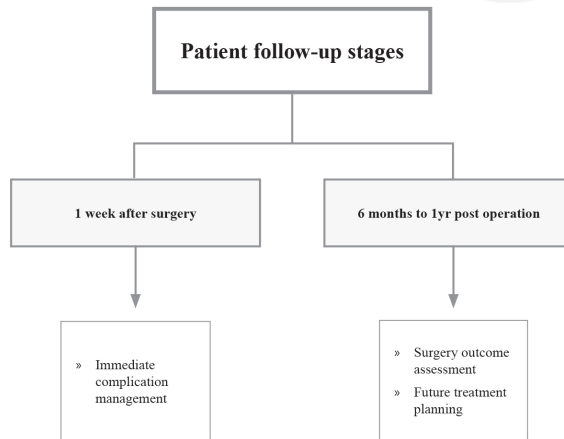 Patient follow-up stages
1 week after surgery
6 months to 1yr post operation
» Immediate
complication
management
» Surgery outcome
assessment
» Future treatment
planning